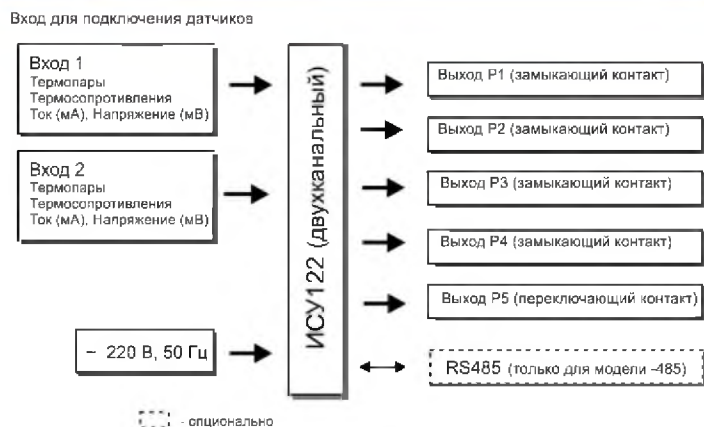 Вход для подключения датчиков
Вход 1
Термопары
Термосопротивления
Ток (мА), Напряжение (мВ)
Вход 2
Термопары
Термосопротивления
Ток (мА), Напряжение (мВ)
~ 220 В, 50 Гц
ИСУ122 (двухканальный)
Выход Р1 (замыкающий контакт)
Выход Р2 (замыкающий контакт)
Выход Р3 (замыкающий контакт)
Выход Р4 (замыкающий контакт)
Выход Р5 (переключающий контакт)
RS485 (только для модели -485)
- опционально